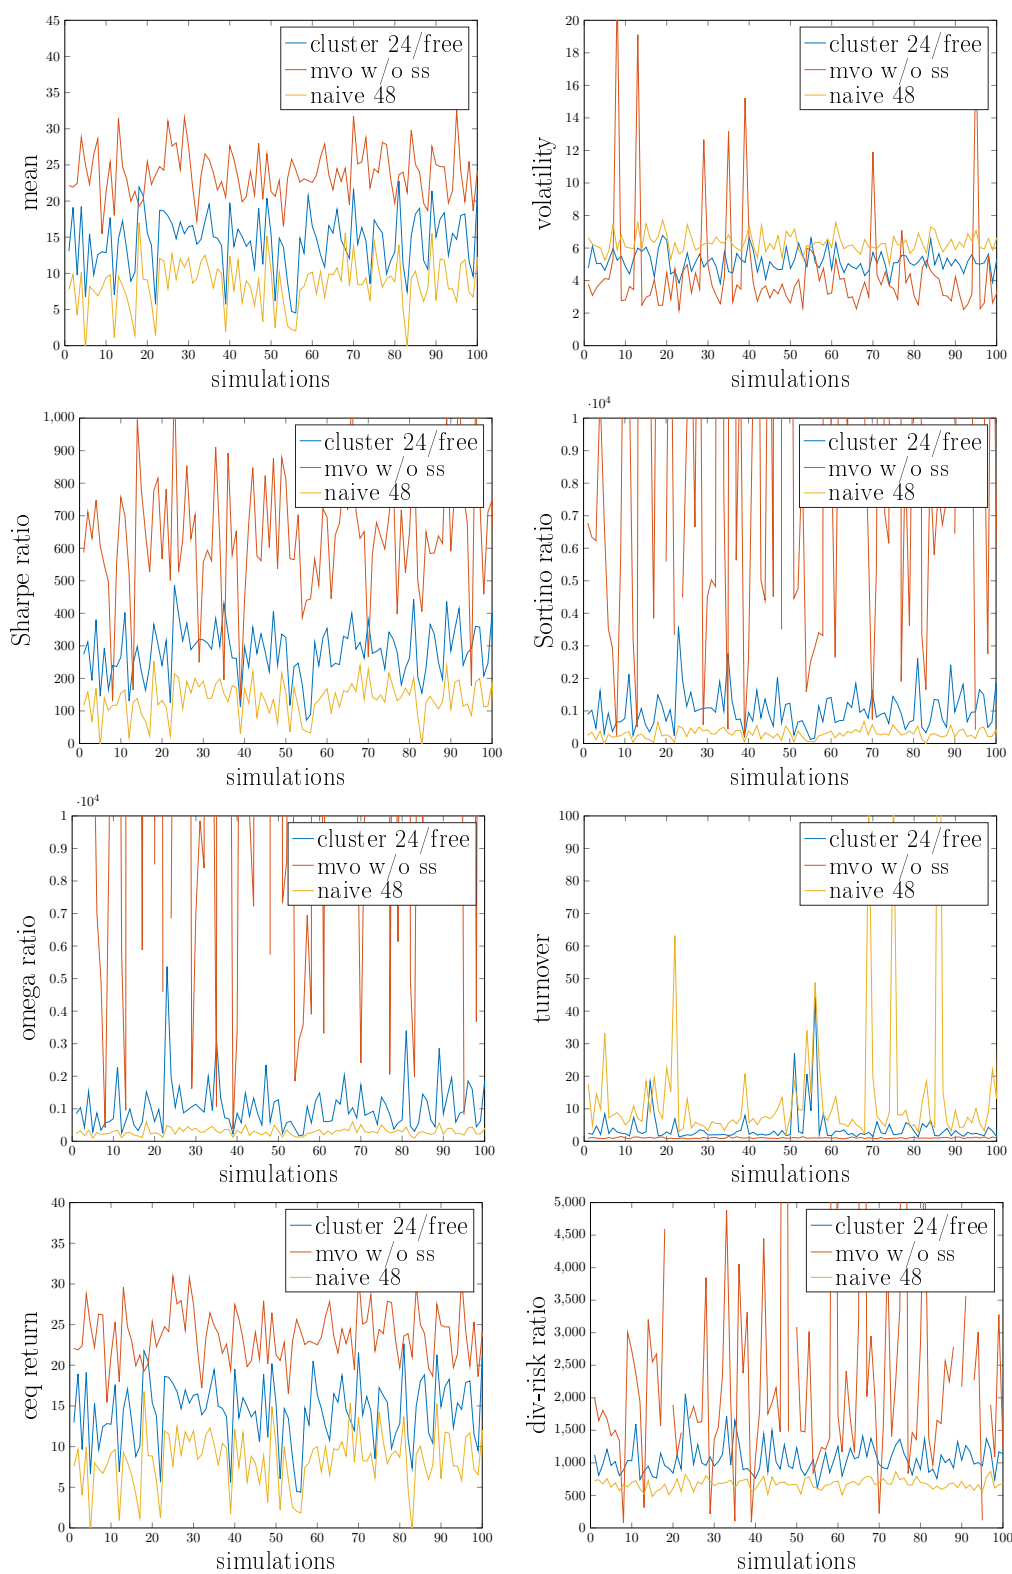 45
40
35
30
25
20
15
10
5
0
mean
cluster 24/free
mvo w/o ss
naive 48
0 10 20 30 40 50 60 70 80 90 100
simulations
20
18
16
14
12
10
8
6
4
2
0
volatility
cluster 24/free
mvo w/o ss
naive 48
0 10 20 30 40 50 60 70 80 90 100
simulations
1,000
900
800
700
600
500
400
300
200
100
0
Sharpe ratio
cluster 24/free
mvo w/o ss
naive 48
0 10 20 30 40 50 60 70 80 90 100
simulations
·10⁴
1
0.9
0.8
0.7
0.6
0.5
0.4
0.3
0.2
0.1
0
Sortino ratio
cluster 24/free
mvo w/o ss
naive 48
0 10 20 30 40 50 60 70 80 90 100
simulations
·10⁴
1
0.9
0.8
0.7
0.6
0.5
0.4
0.3
0.2
0.1
0
omega ratio
cluster 24/free
mvo w/o ss
naive 48
0 10 20 30 40 50 60 70 80 90 100
simulations
100
90
80
70
60
50
40
30
20
10
0
turnover
cluster 24/free
mvo w/o ss
naive 48
0 10 20 30 40 50 60 70 80 90 100
simulations
40
35
30
25
20
15
10
5
0
ceq return
cluster 24/free
mvo w/o ss
naive 48
0 10 20 30 40 50 60 70 80 90 100
simulations
5,000
4,500
4,000
3,500
3,000
2,500
2,000
1,500
1,000
500
0
div-risk ratio
cluster 24/free
mvo w/o ss
naive 48
0 10 20 30 40 50 60 70 80 90 100
simulations